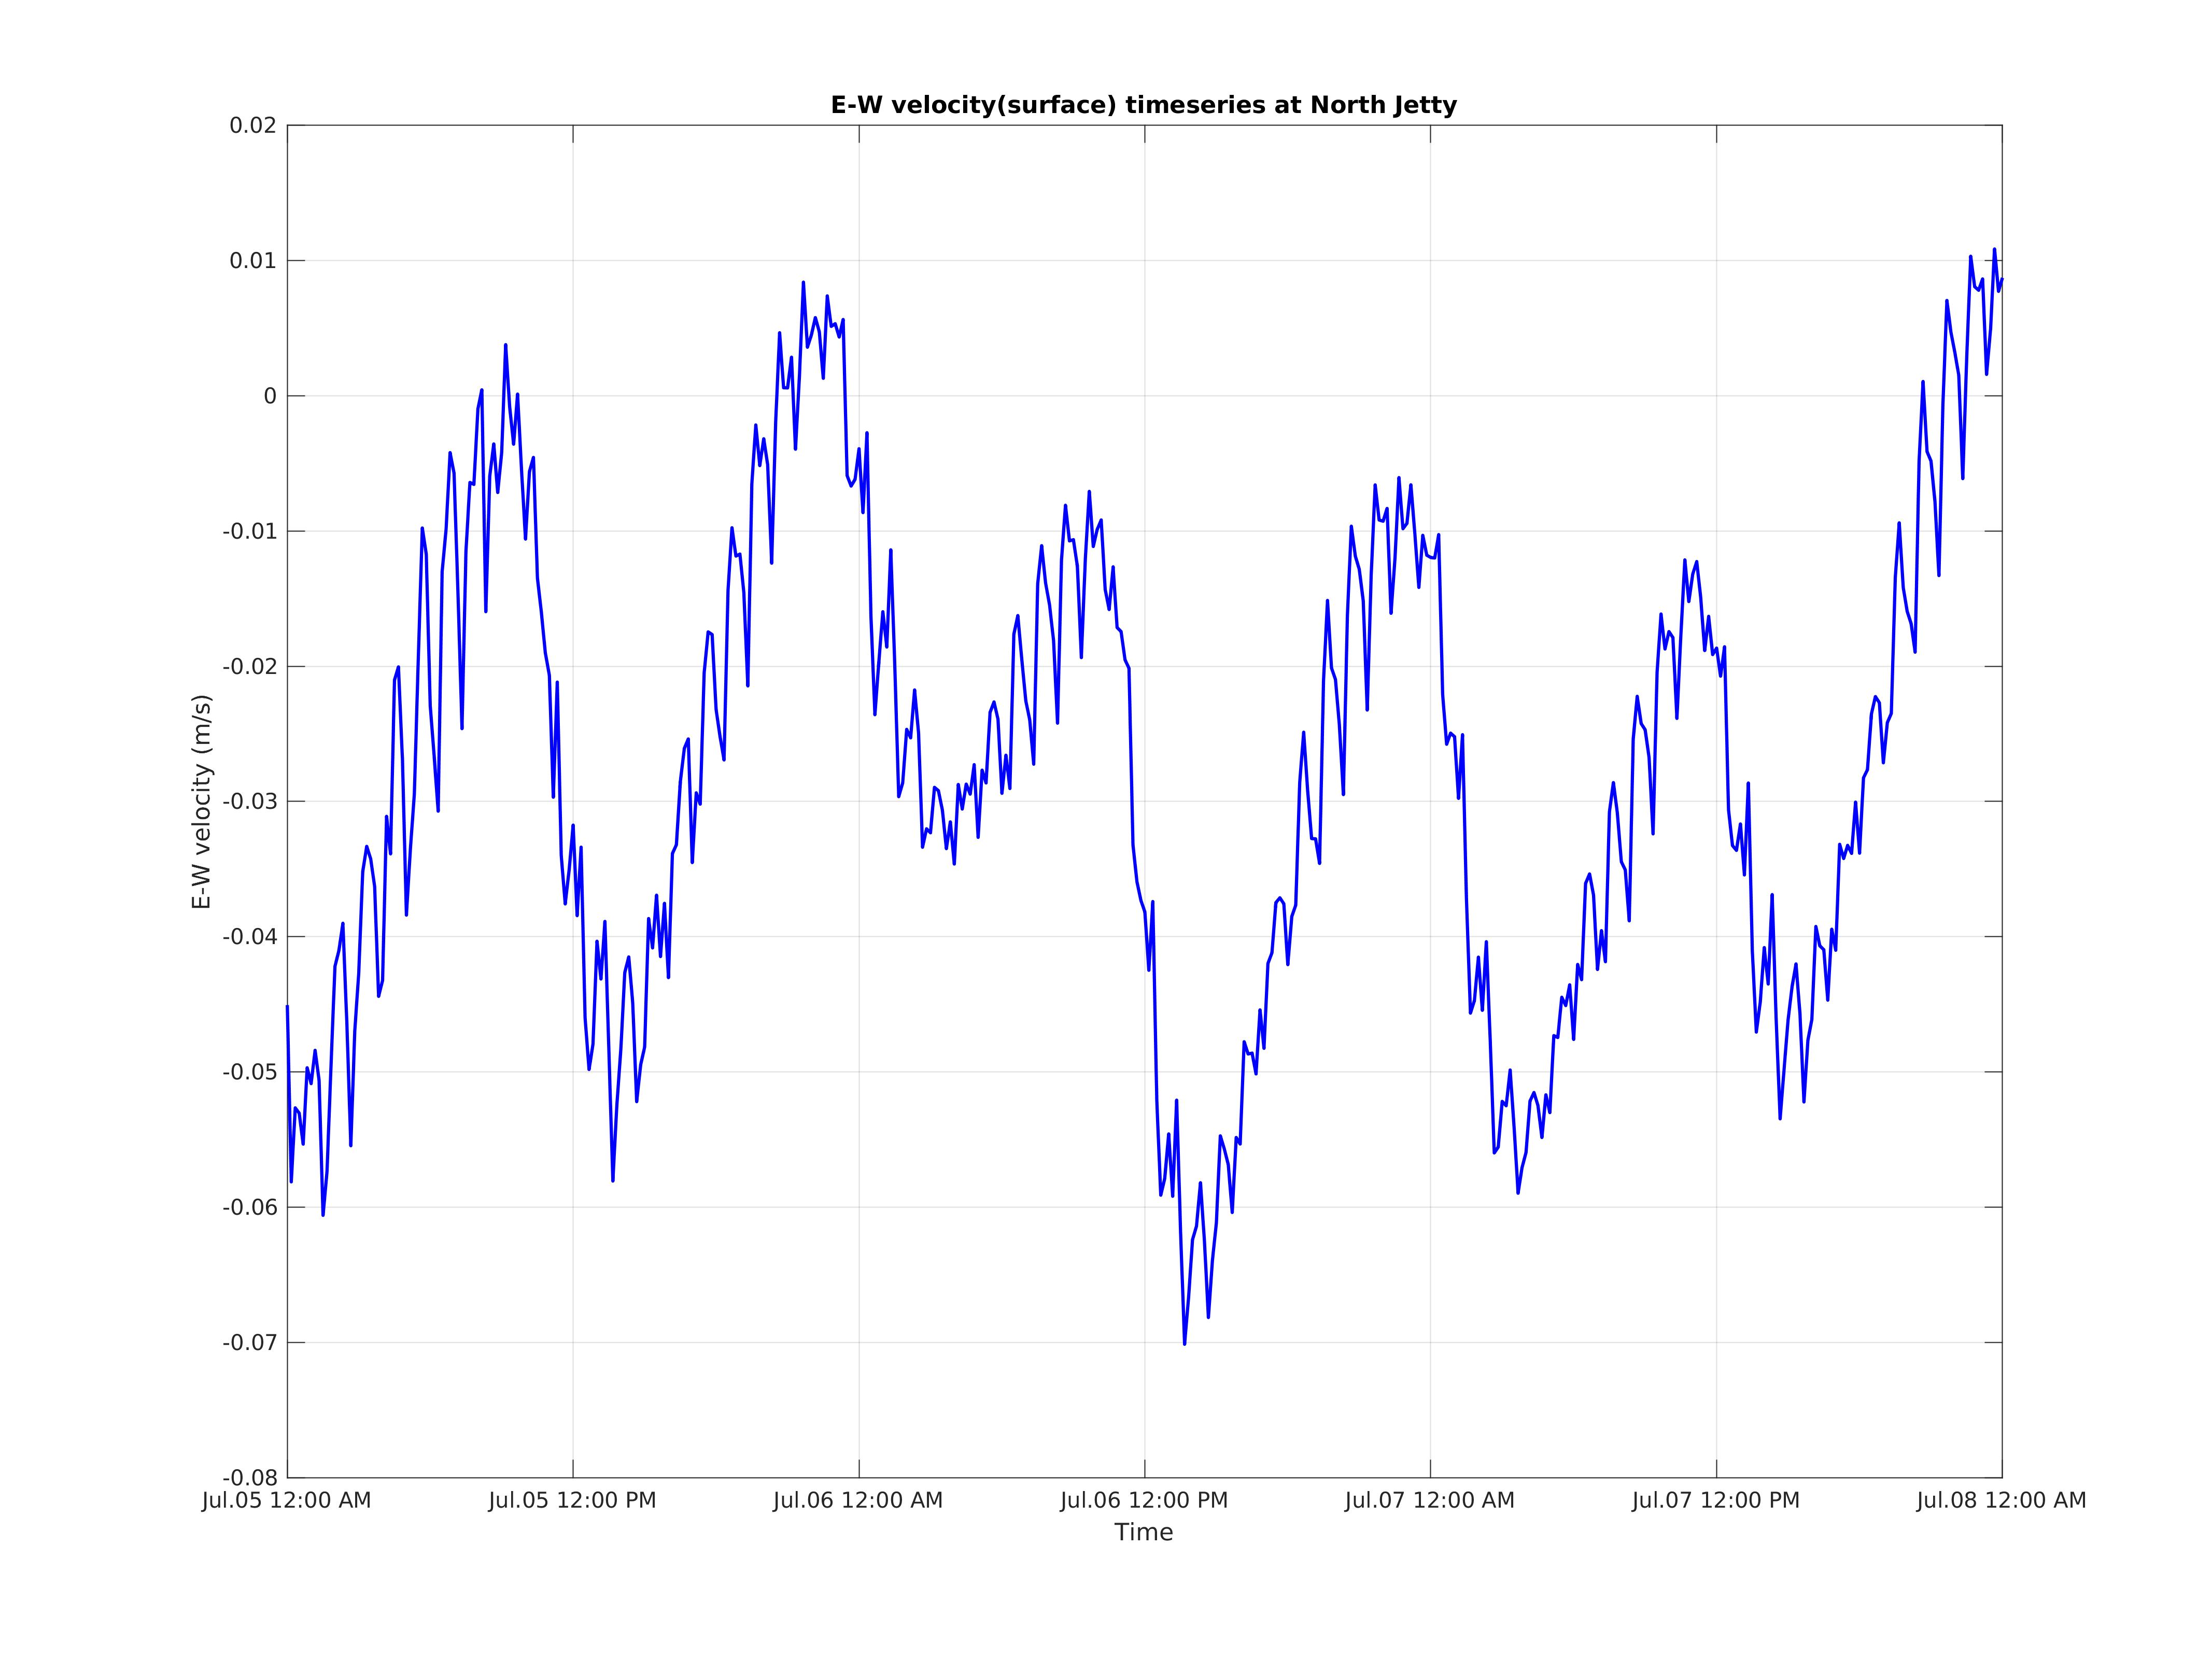 E-W velocity(surface) timeseries at North Jetty
0.02
0.01
0
-0.01
-0.02
-0.03
-0.04
-0.05
-0.06
-0.07
-0.08
E-W velocity (m/s)
Jul.05 12:00 AM Jul.05 12:00 PM Jul.06 12:00 AM Jul.06 12:00 PM Jul.07 12:00 AM Jul.07 12:00 PM Jul.08 12:00 AM
Time